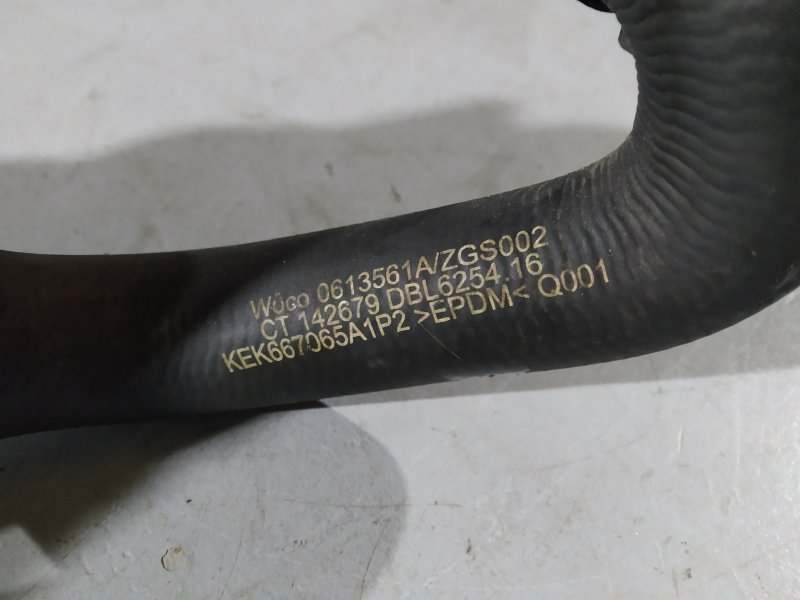 Wöco 0613561A/ZGS002
CT 142679 DBL6254.16
KEK667065A1P2 >EPDM< Q001